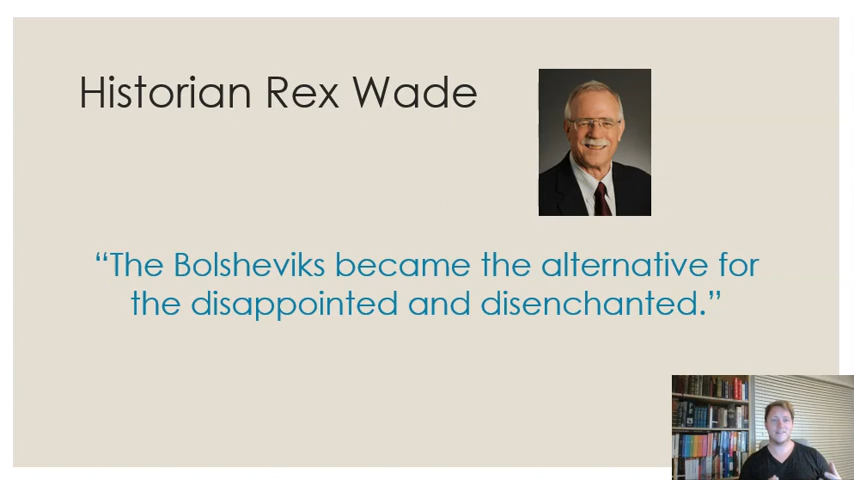 Historian Rex Wade
“The Bolsheviks became the alternative for
the disappointed and disenchanted.”